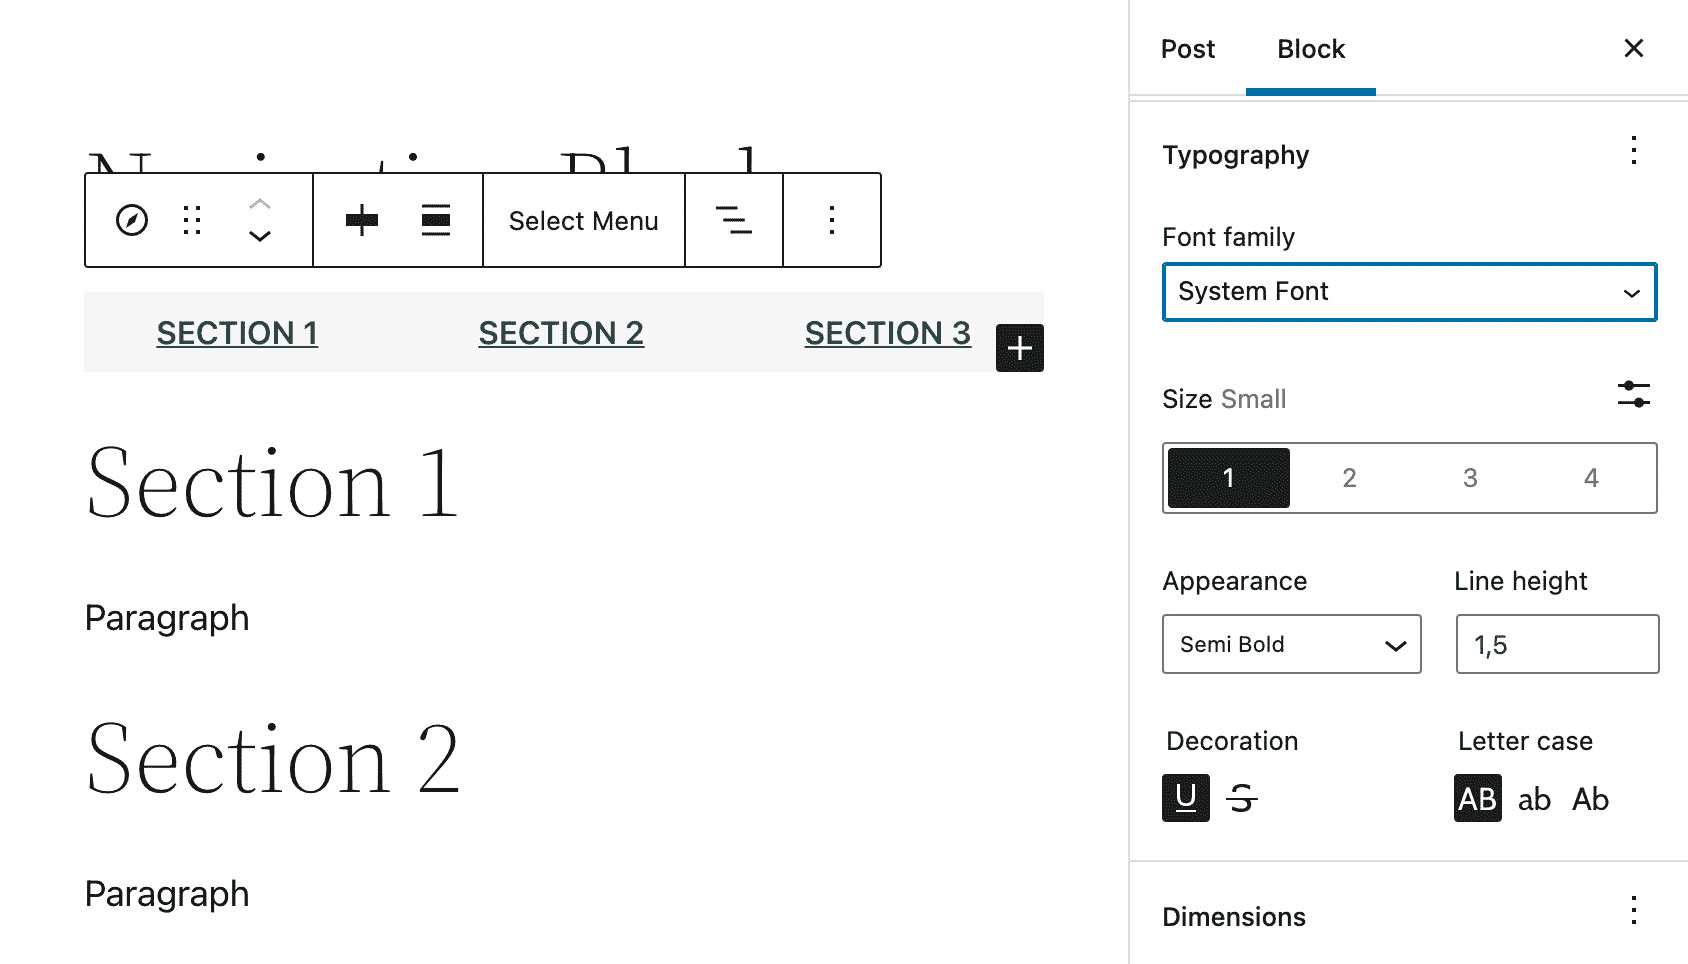 Post Block
Select Menu
SECTION 1 SECTION 2 SECTION 3
Section 1
Paragraph
Section 2
Paragraph
Typography
Font family
System Font
Size Small
1 2 3 4
Appearance Line height
Semi Bold 1,5
Decoration Letter case
U S AB ab Ab
Dimensions